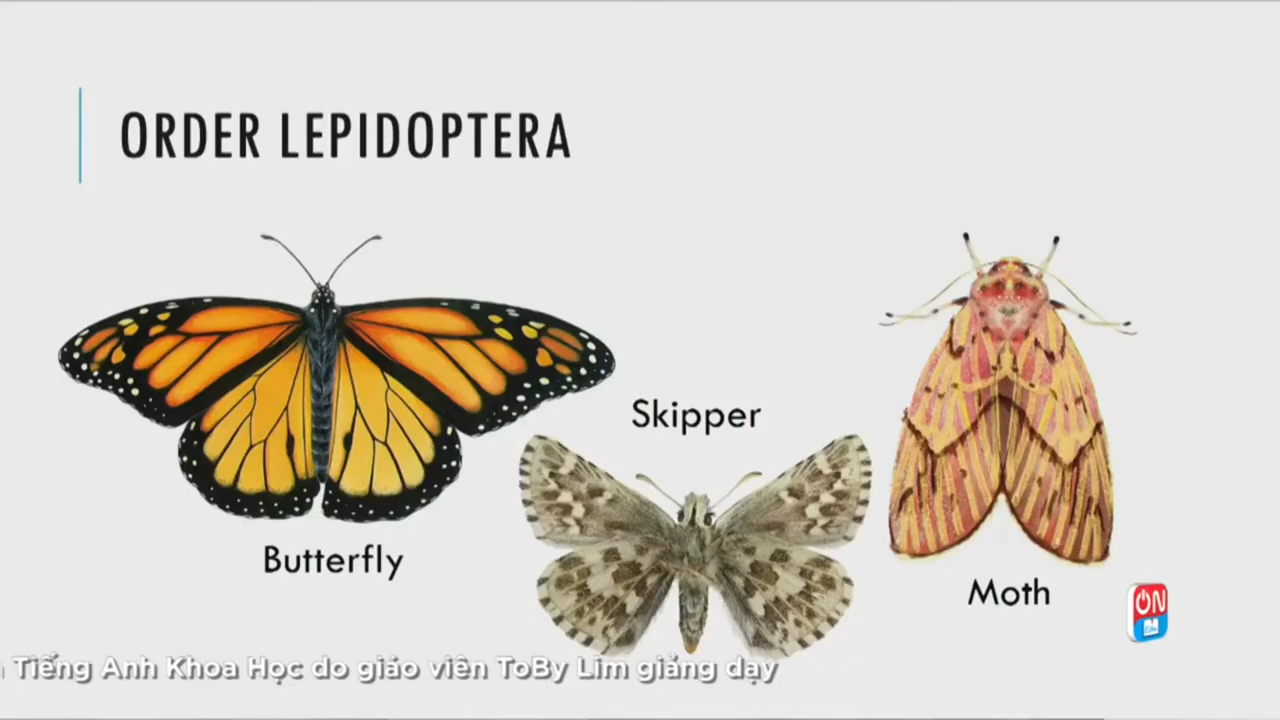 ORDER LEPIDOPTERA
Skipper
Butterfly
Moth
ON
Tiếng Anh Khoa Học do giáo viên ToBy Lim giảng dạy